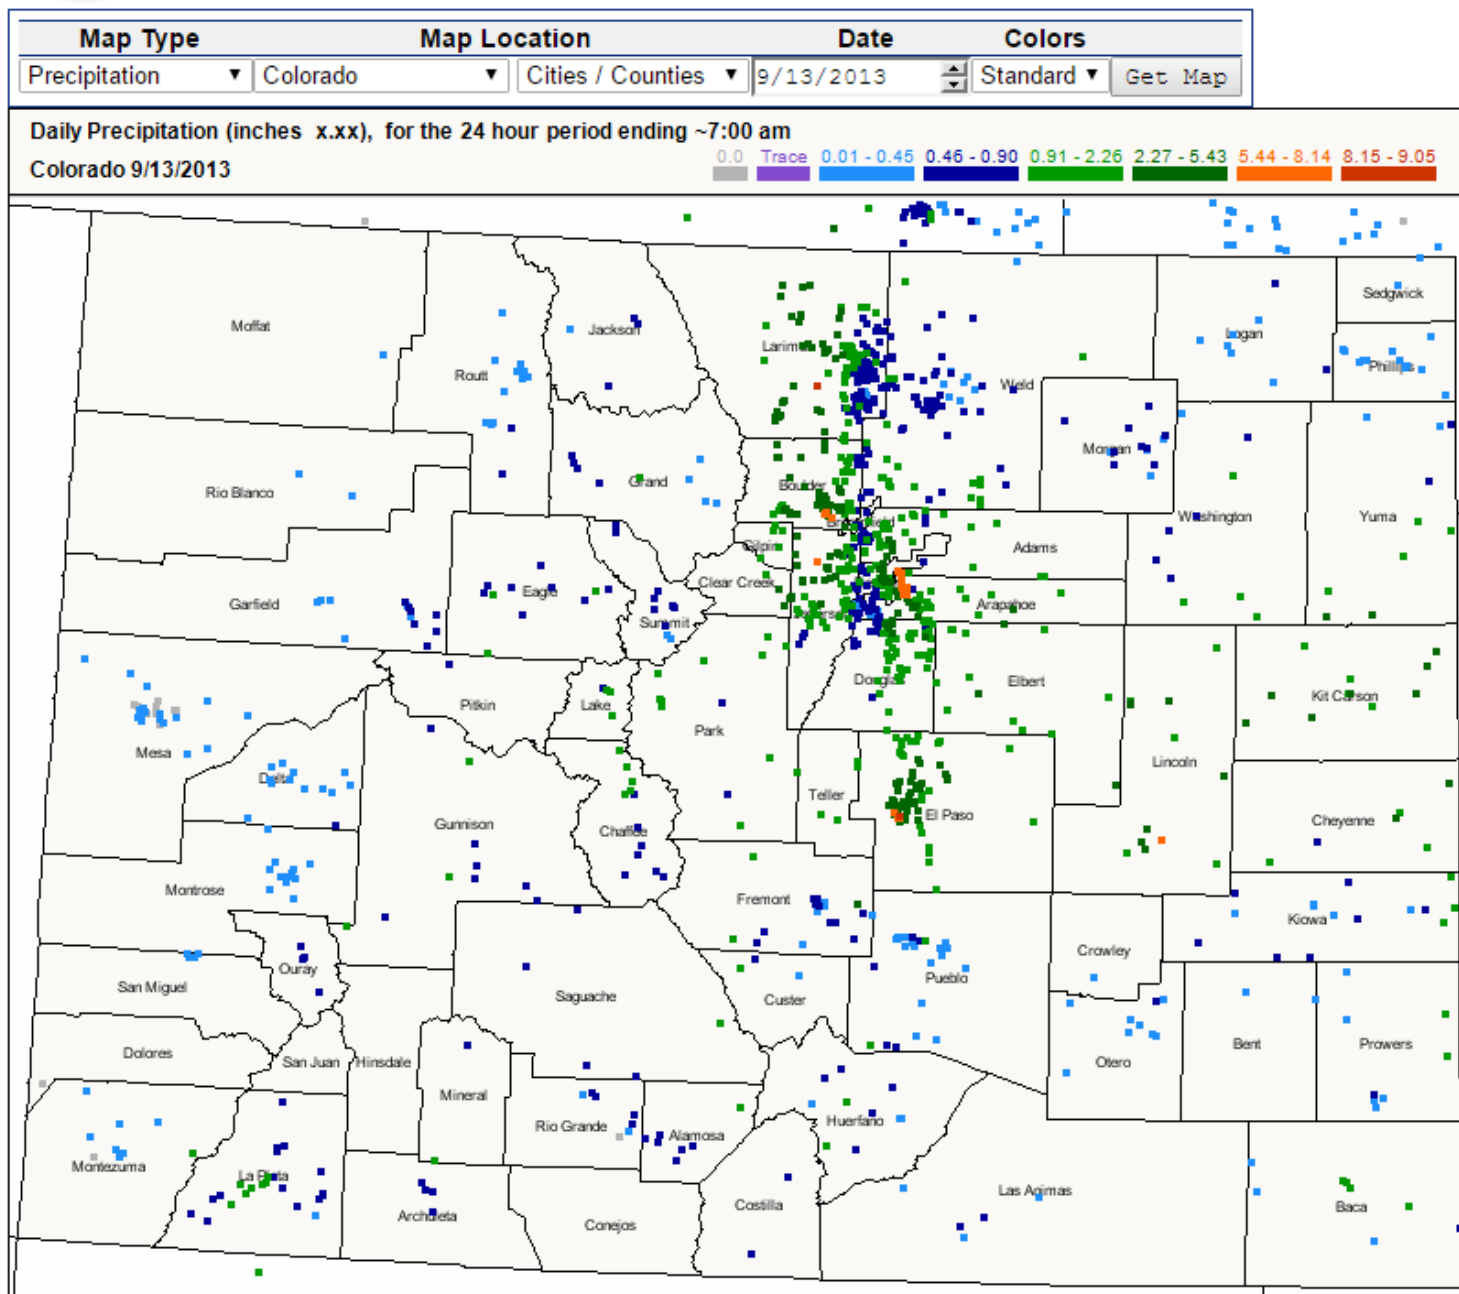 Map Type Map Location Date Colors
Precipitation Colorado Cities / Counties 9/13/2013 Standard Get Map
Daily Precipitation (inches x.xx), for the 24 hour period ending ~7:00 am
Colorado 9/13/2013
0.0 Trace 0.01 - 0.45 0.46 - 0.90 0.91 - 2.26 2.27 - 5.43 5.44 - 8.14 8.15 - 9.05
Sedgwick
Moffat Jackson Logan
Larimer
Routt Weld Phillips
Morgan
Rio Blanco Grand Boulder
Washington Yuma
Broomfield
Gilpin Adams
Clear Creek
Garfield Eagle Arapahoe
Summit
Douglas Elbert
Pitkin Lake Kit Carson
Park
Mesa
Lincoln
Delta
Teller
Gunnison El Paso Cheyenne
Chaffee
Montrose Fremont
Kiowa
Crowley
Ouray
San Miguel Saguache Custer Pueblo
Dolores San Juan Hinsdale Otero Bent Prowers
Mineral
Rio Grande Alamosa Huerfano
Montezuma
La Plata
Las Animas
Archuleta Conejos Costilla Baca